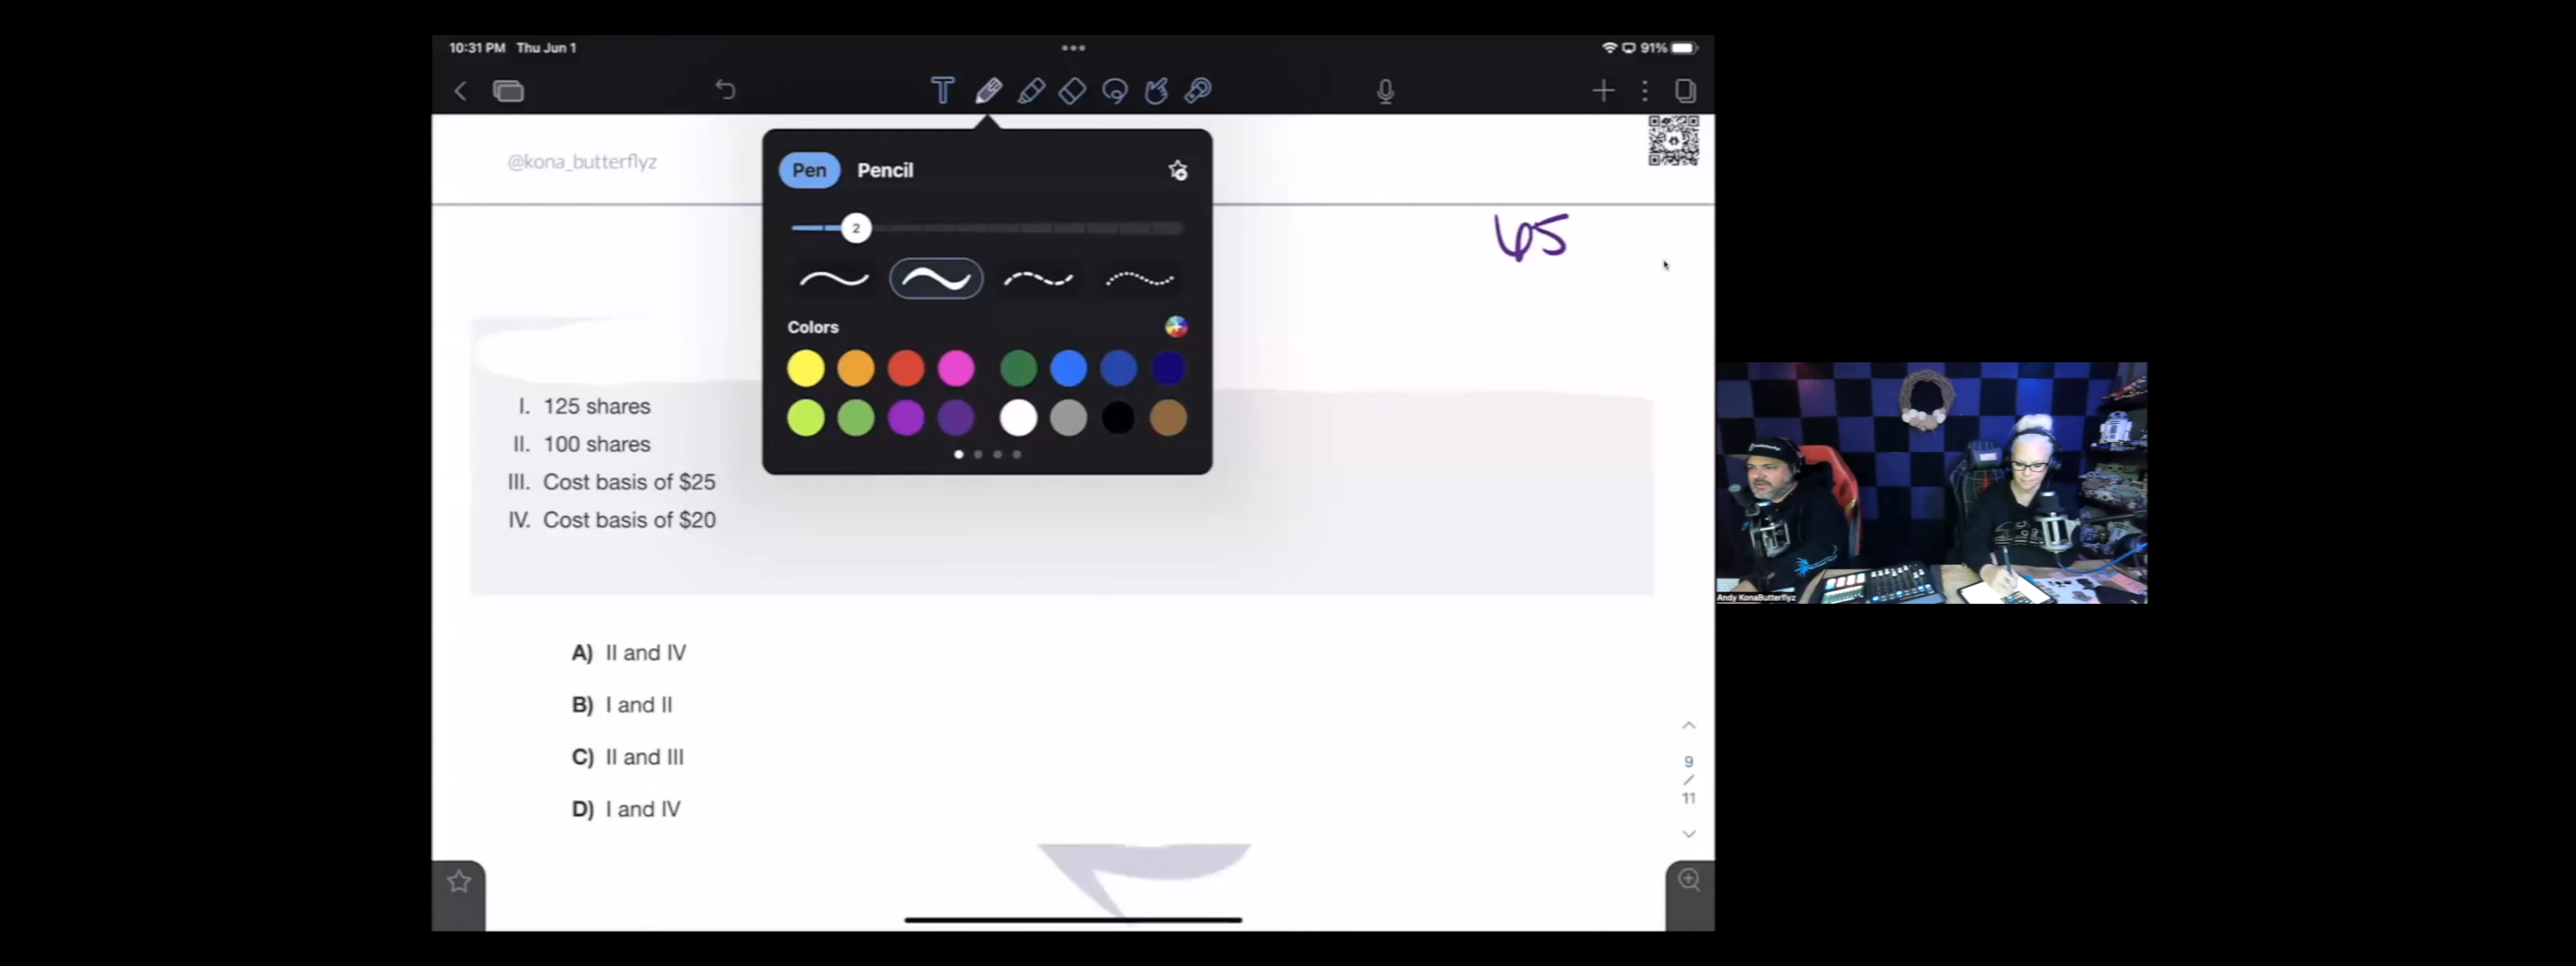 10:31 PM Thu Jun 1
91%
T
@kona_butterflyz
Pen Pencil
2
65
Colors
I. 125 shares
II. 100 shares
III. Cost basis of $25
IV. Cost basis of $20
A) II and IV
B) I and II
C) II and III
D) I and IV
9
/
11
Andy KonaButterflyz